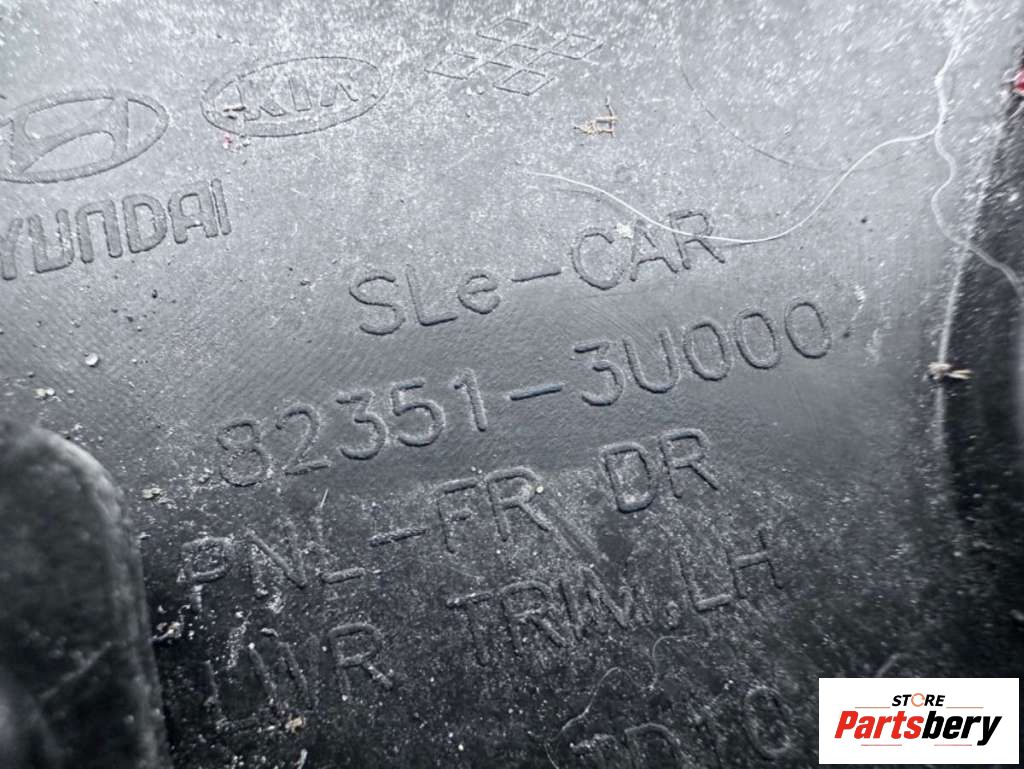 KIA
HYUNDAI
SLe-CAR
82351-3U000
PNL-FR DR
LWR TRIM.LH
STORE
Partsbery